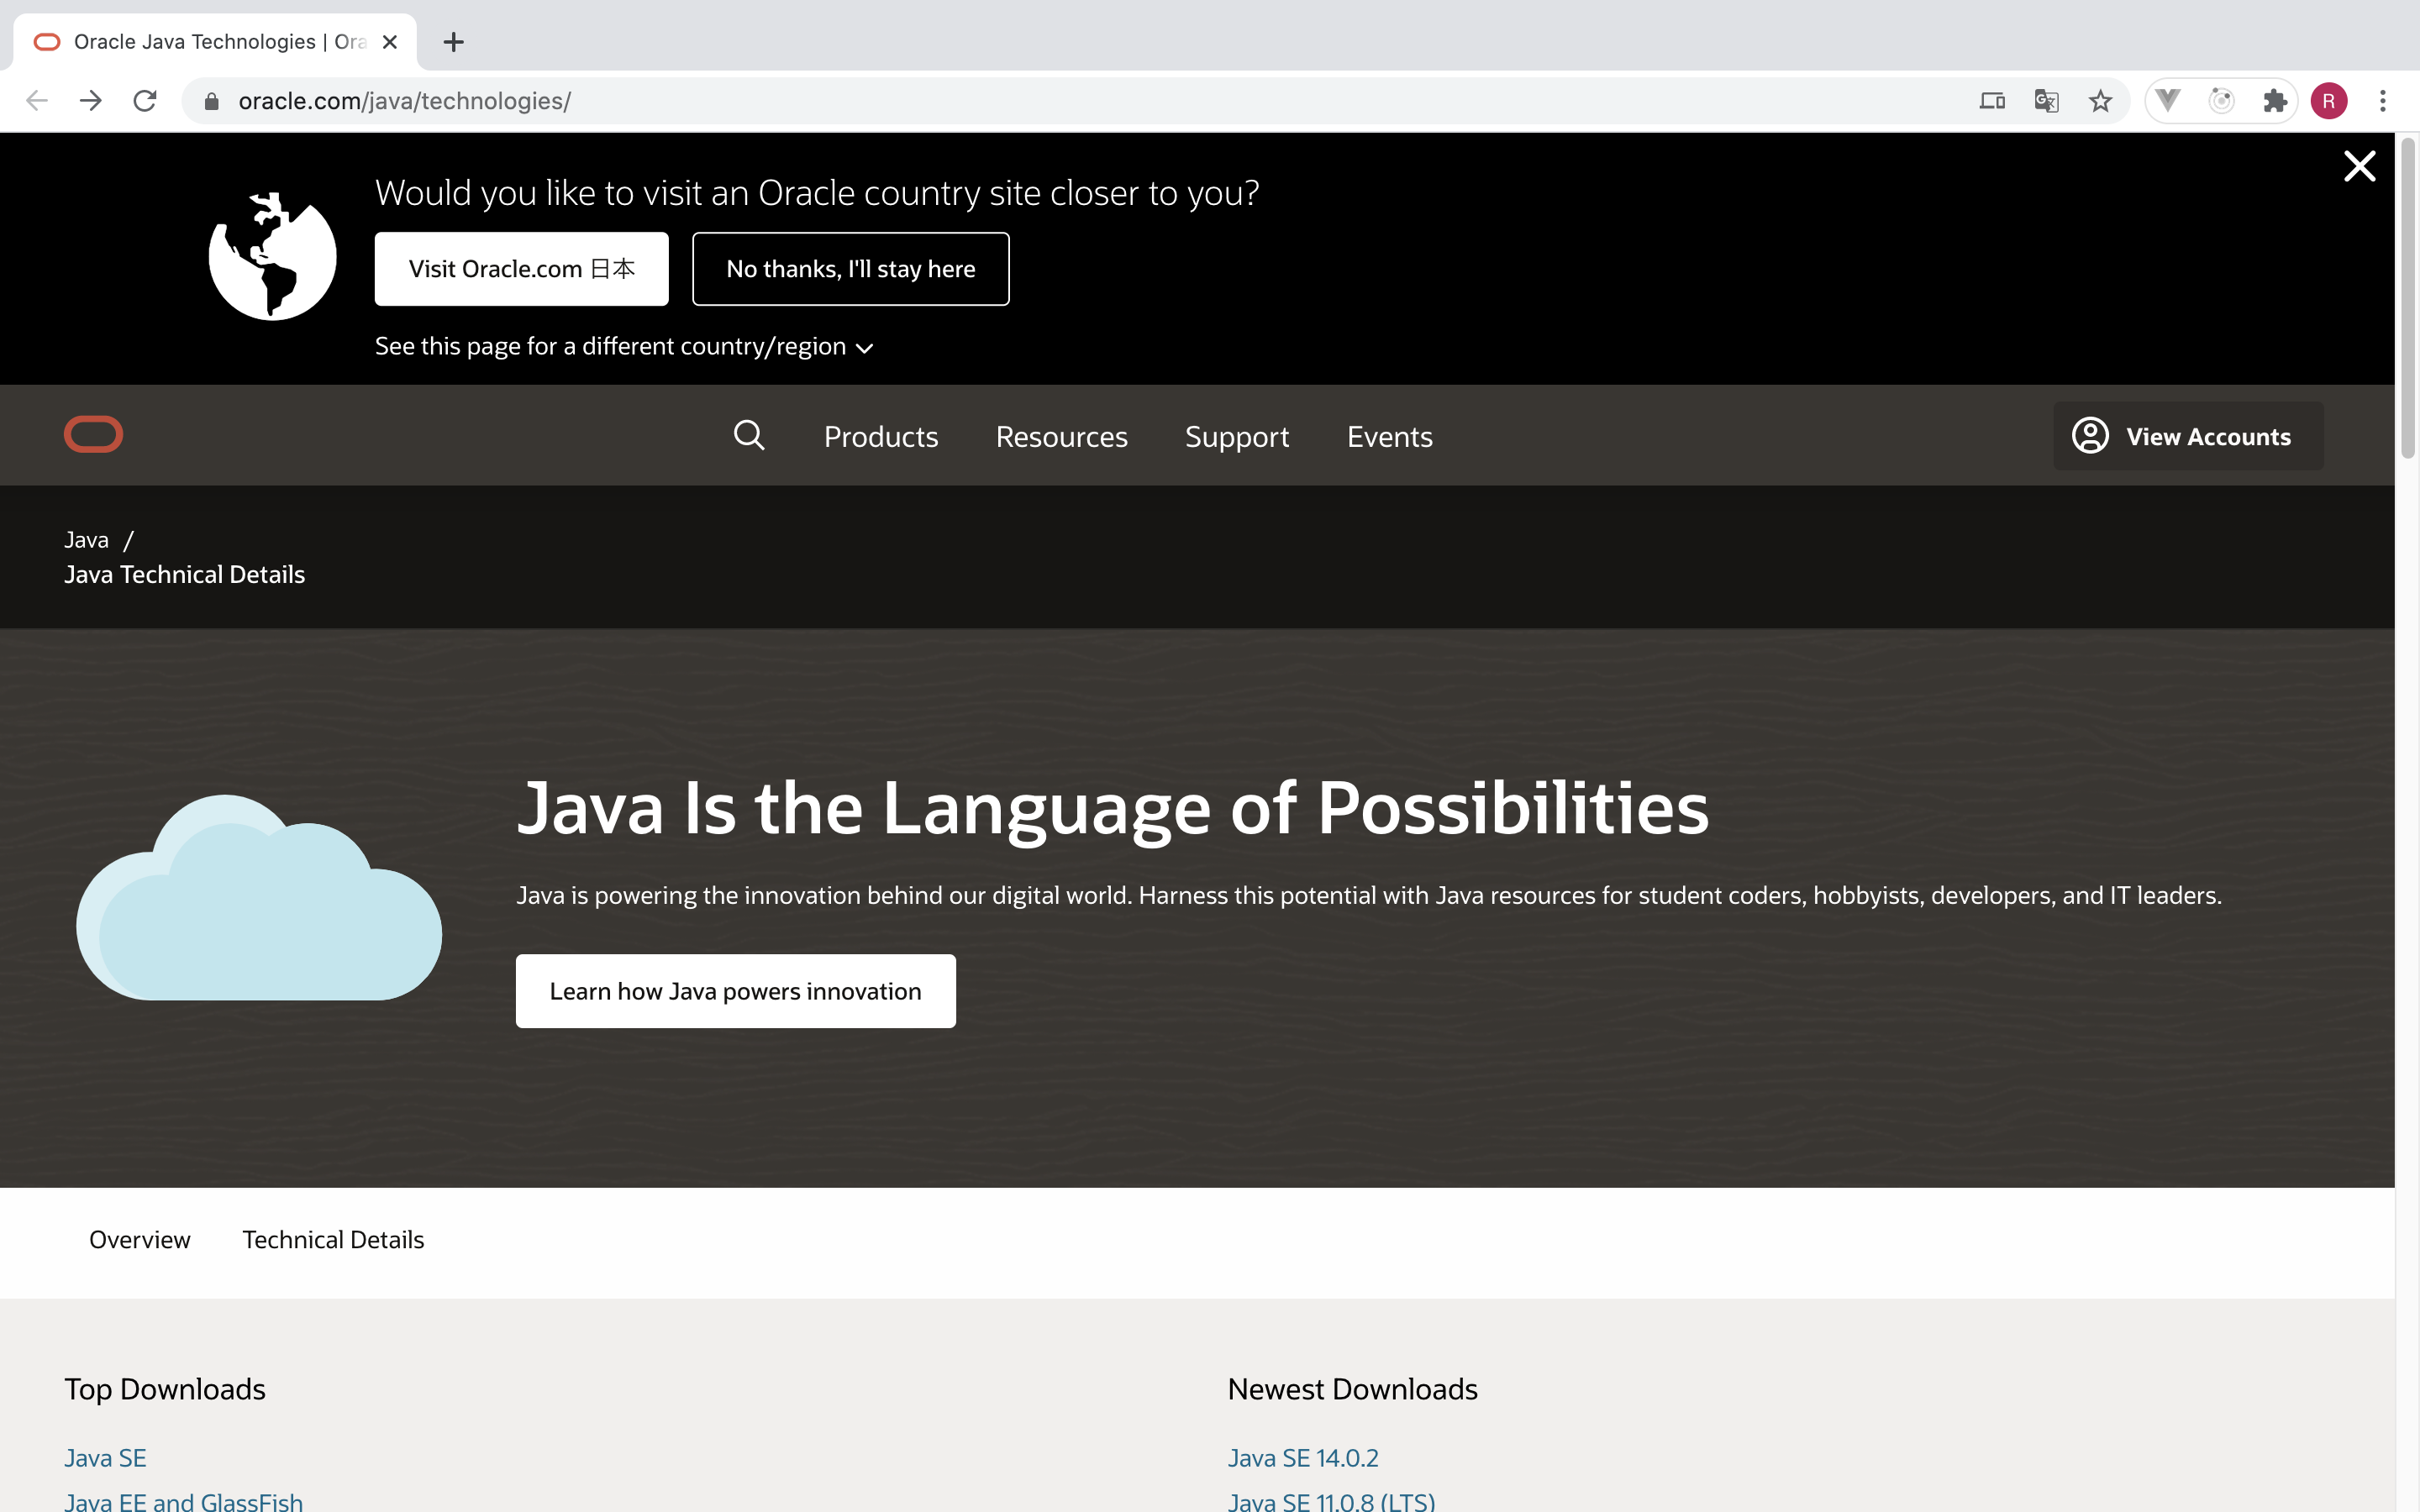 Oracle Java Technologies | Ora
oracle.com/java/technologies/
R
Would you like to visit an Oracle country site closer to you?
Visit Oracle.com 日本
No thanks, I'll stay here
See this page for a different country/region
Products Resources Support Events
View Accounts
Java /
Java Technical Details
Java Is the Language of Possibilities
Java is powering the innovation behind our digital world. Harness this potential with Java resources for student coders, hobbyists, developers, and IT leaders.
Learn how Java powers innovation
Overview Technical Details
Top Downloads
Java SE
Java EE and GlassFish
Newest Downloads
Java SE 14.0.2
Java SE 11.0.8 (LTS)